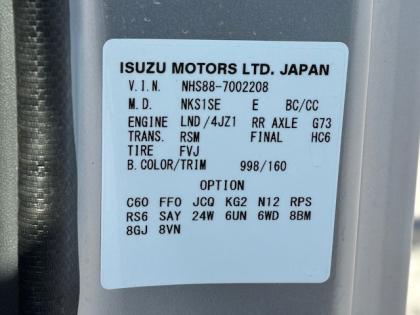 ISUZU MOTORS LTD. JAPAN
V.I.N. NHS88-7002208
M.D. NKS1SE E BC/CC
ENGINE LND/4JZ1 RR AXLE G73
TRANS. RSM FINAL HC6
TIRE FVJ
B.COLOR/TRIM 998/160
OPTION
C60 FF0 JCQ KG2 N12 RPS
RS6 SAY 24W 6UN 6WD 8BM
8GJ 8VN